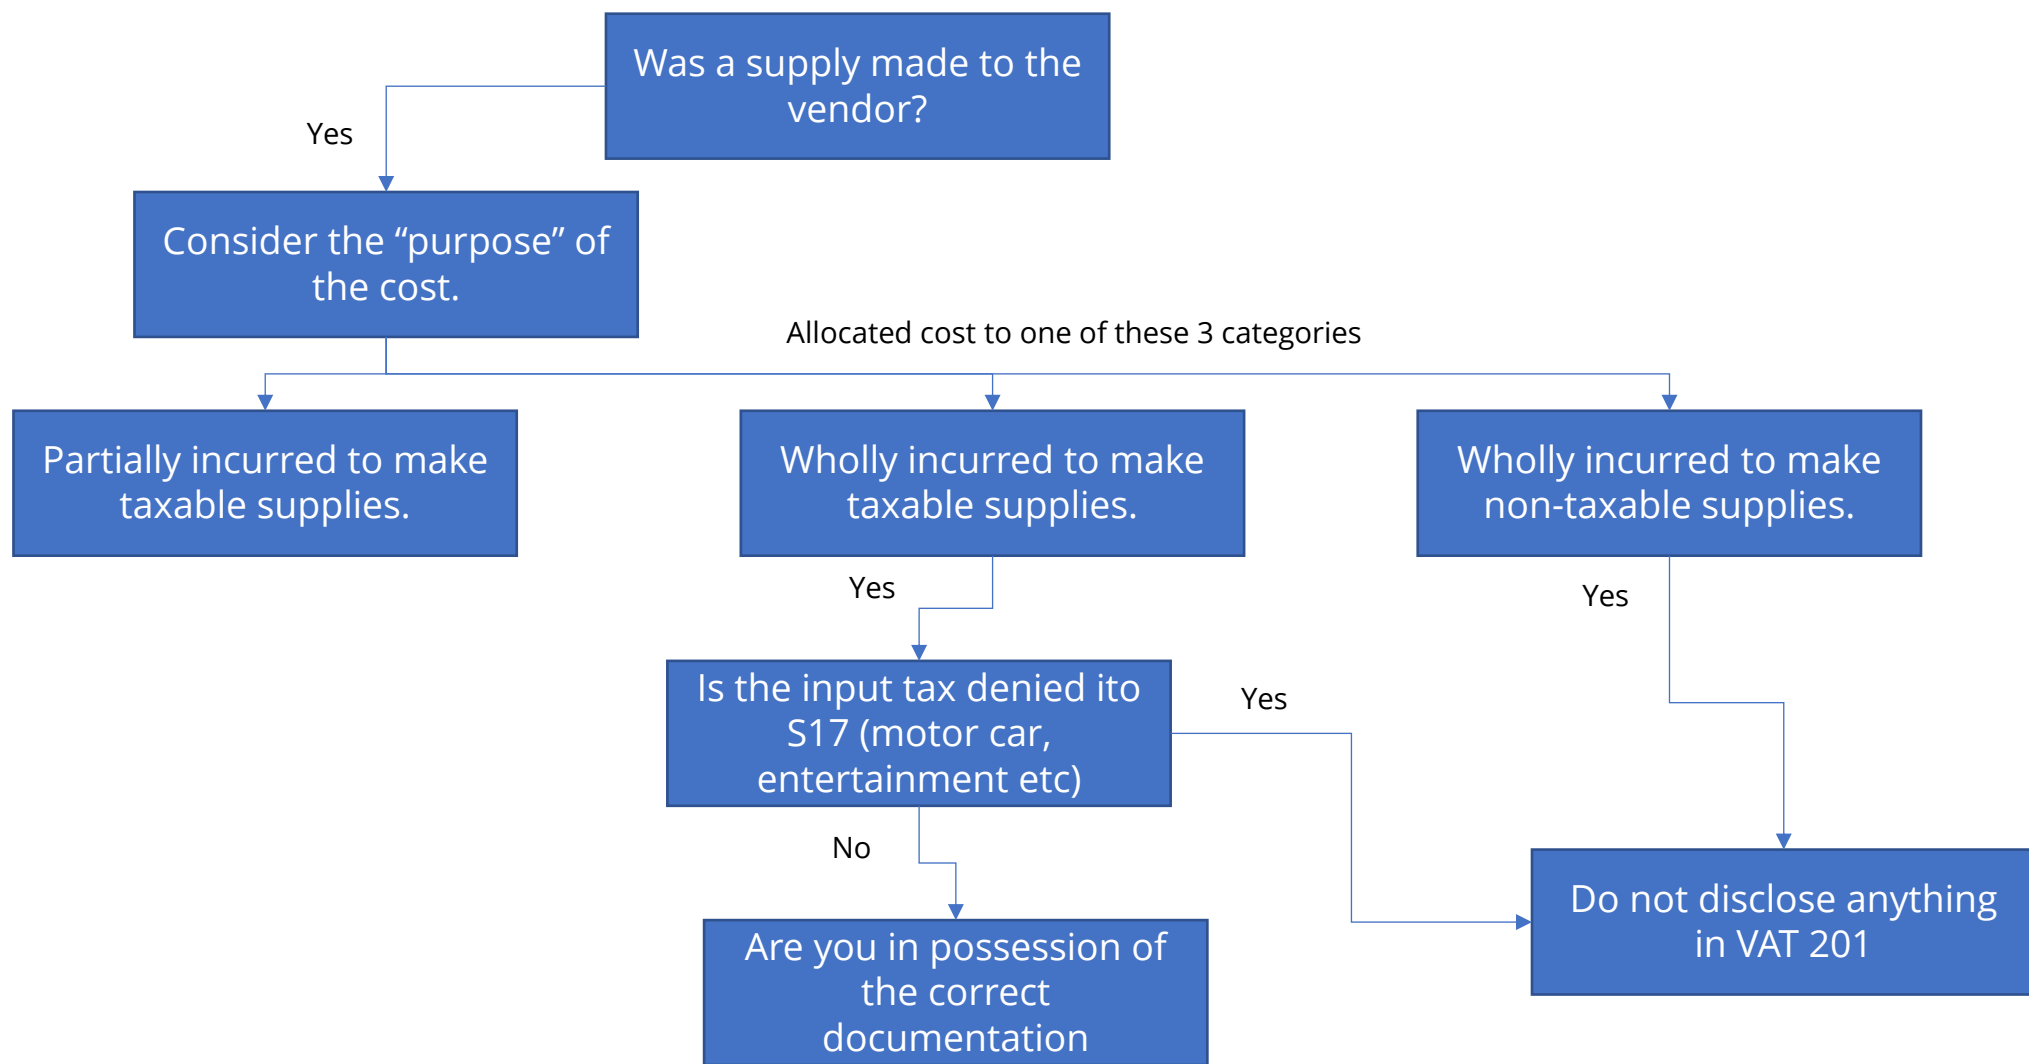 Was a supply made to the
vendor?
Yes
Consider the “purpose” of
the cost.
Allocated cost to one of these 3 categories
Partially incurred to make
taxable supplies.
Wholly incurred to make
taxable supplies.
Wholly incurred to make
non-taxable supplies.
Yes
Yes
Is the input tax denied ito
S17 (motor car,
entertainment etc)
Yes
No
Do not disclose anything
in VAT 201
Are you in possession of
the correct
documentation